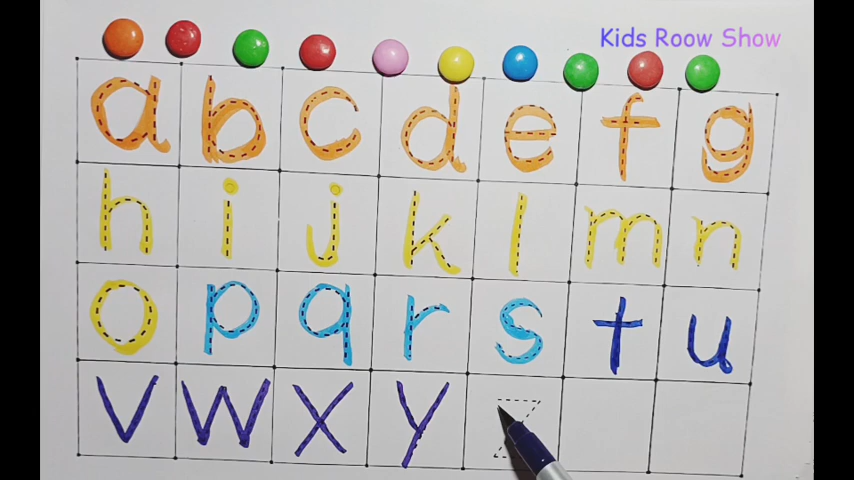 Kids Roow Show
a b c d e f g
h i j k l m n
o p q r s t u
v w x y z